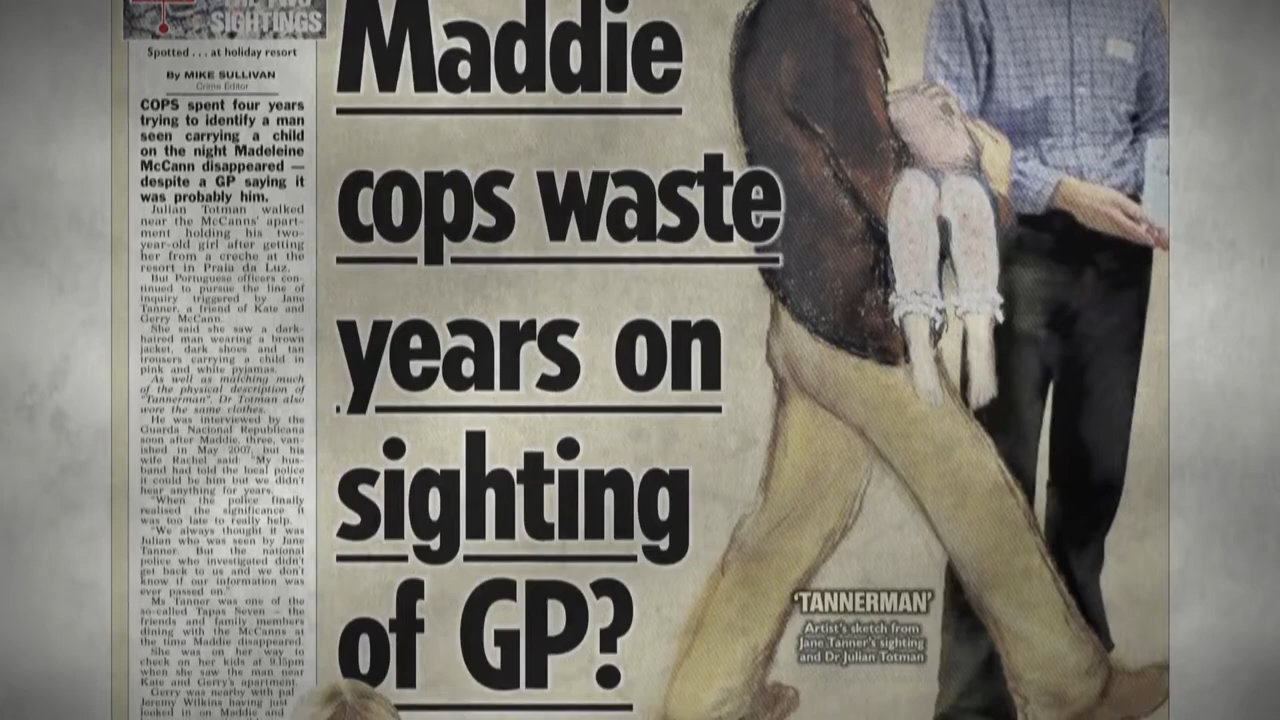 THE TWO
SIGHTINGS
Spotted . . . at holiday resort
By MIKE SULLIVAN
Crime Editor
COPS spent four years
trying to identify a man
seen carrying a child
on the night Madeleine
McCann disappeared —
despite a GP saying it
was probably him.
Julian Totman walked
near the McCanns' apart-
ment holding his two-
year-old girl after getting
her from a creche at the
resort in Praia da Luz.
But Portuguese officers con-
tinued to pursue the line of
inquiry triggered by Jane
Tanner, a friend of Kate and
Gerry McCann.
She said she saw a dark-
haired man wearing a brown
jacket, dark shoes and tan
trousers carrying a child in
pink and white pyjamas.
As well as matching much
of the physical description of
"Tannerman", Dr Totman also
wore the same clothes.
He was interviewed by the
Guarda Nacional Republicana
soon after Maddie, three, van-
ished in May 2007, but his
wife Rachel said: "My hus-
band had told the local police
it could be him but we didn't
hear anything for years.
"When the police finally
realised the significance it
was too late to really help.
"We always thought it was
Julian who was seen by Jane
Tanner. But the national
police who investigated didn't
get back to us and we don't
know if our information was
ever passed on."
Ms Tanner was one of the
so-called Tapas Seven — the
friends and family members
dining with the McCanns at
the time Maddie disappeared.
She was on her way to
check on her kids at 9.15pm
when she saw the man near
Kate and Gerry's apartment.
Gerry was nearby with pal
Jeremy Wilkins having just
looked in on Maddie and
Maddie
cops waste
years on
sighting
of GP?
'TANNERMAN'
Artist's sketch from
Jane Tanner's sighting
and Dr Julian Totman